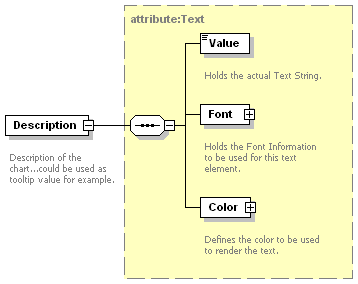 attribute:Text
Value
Holds the actual Text String.
Description
Description of the
chart...could be used as
tooltip value for example.
Font
Holds the Font Information
to be used for this text
element.
Color
Defines the color to be used
to render the text.